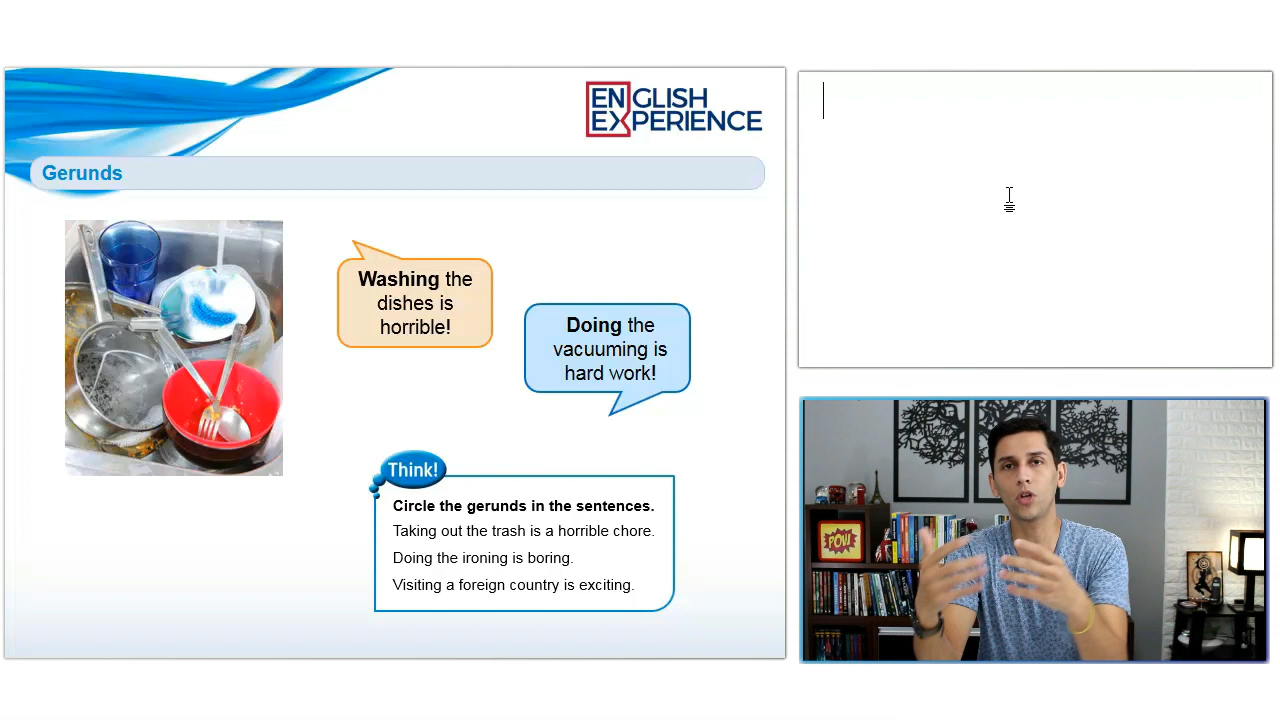 ENGLISH
EXPERIENCE
Gerunds
Washing the
dishes is
horrible!
Doing the
vacuuming is
hard work!
Think!
Circle the gerunds in the sentences.
Taking out the trash is a horrible chore.
Doing the ironing is boring.
Visiting a foreign country is exciting.
POW!